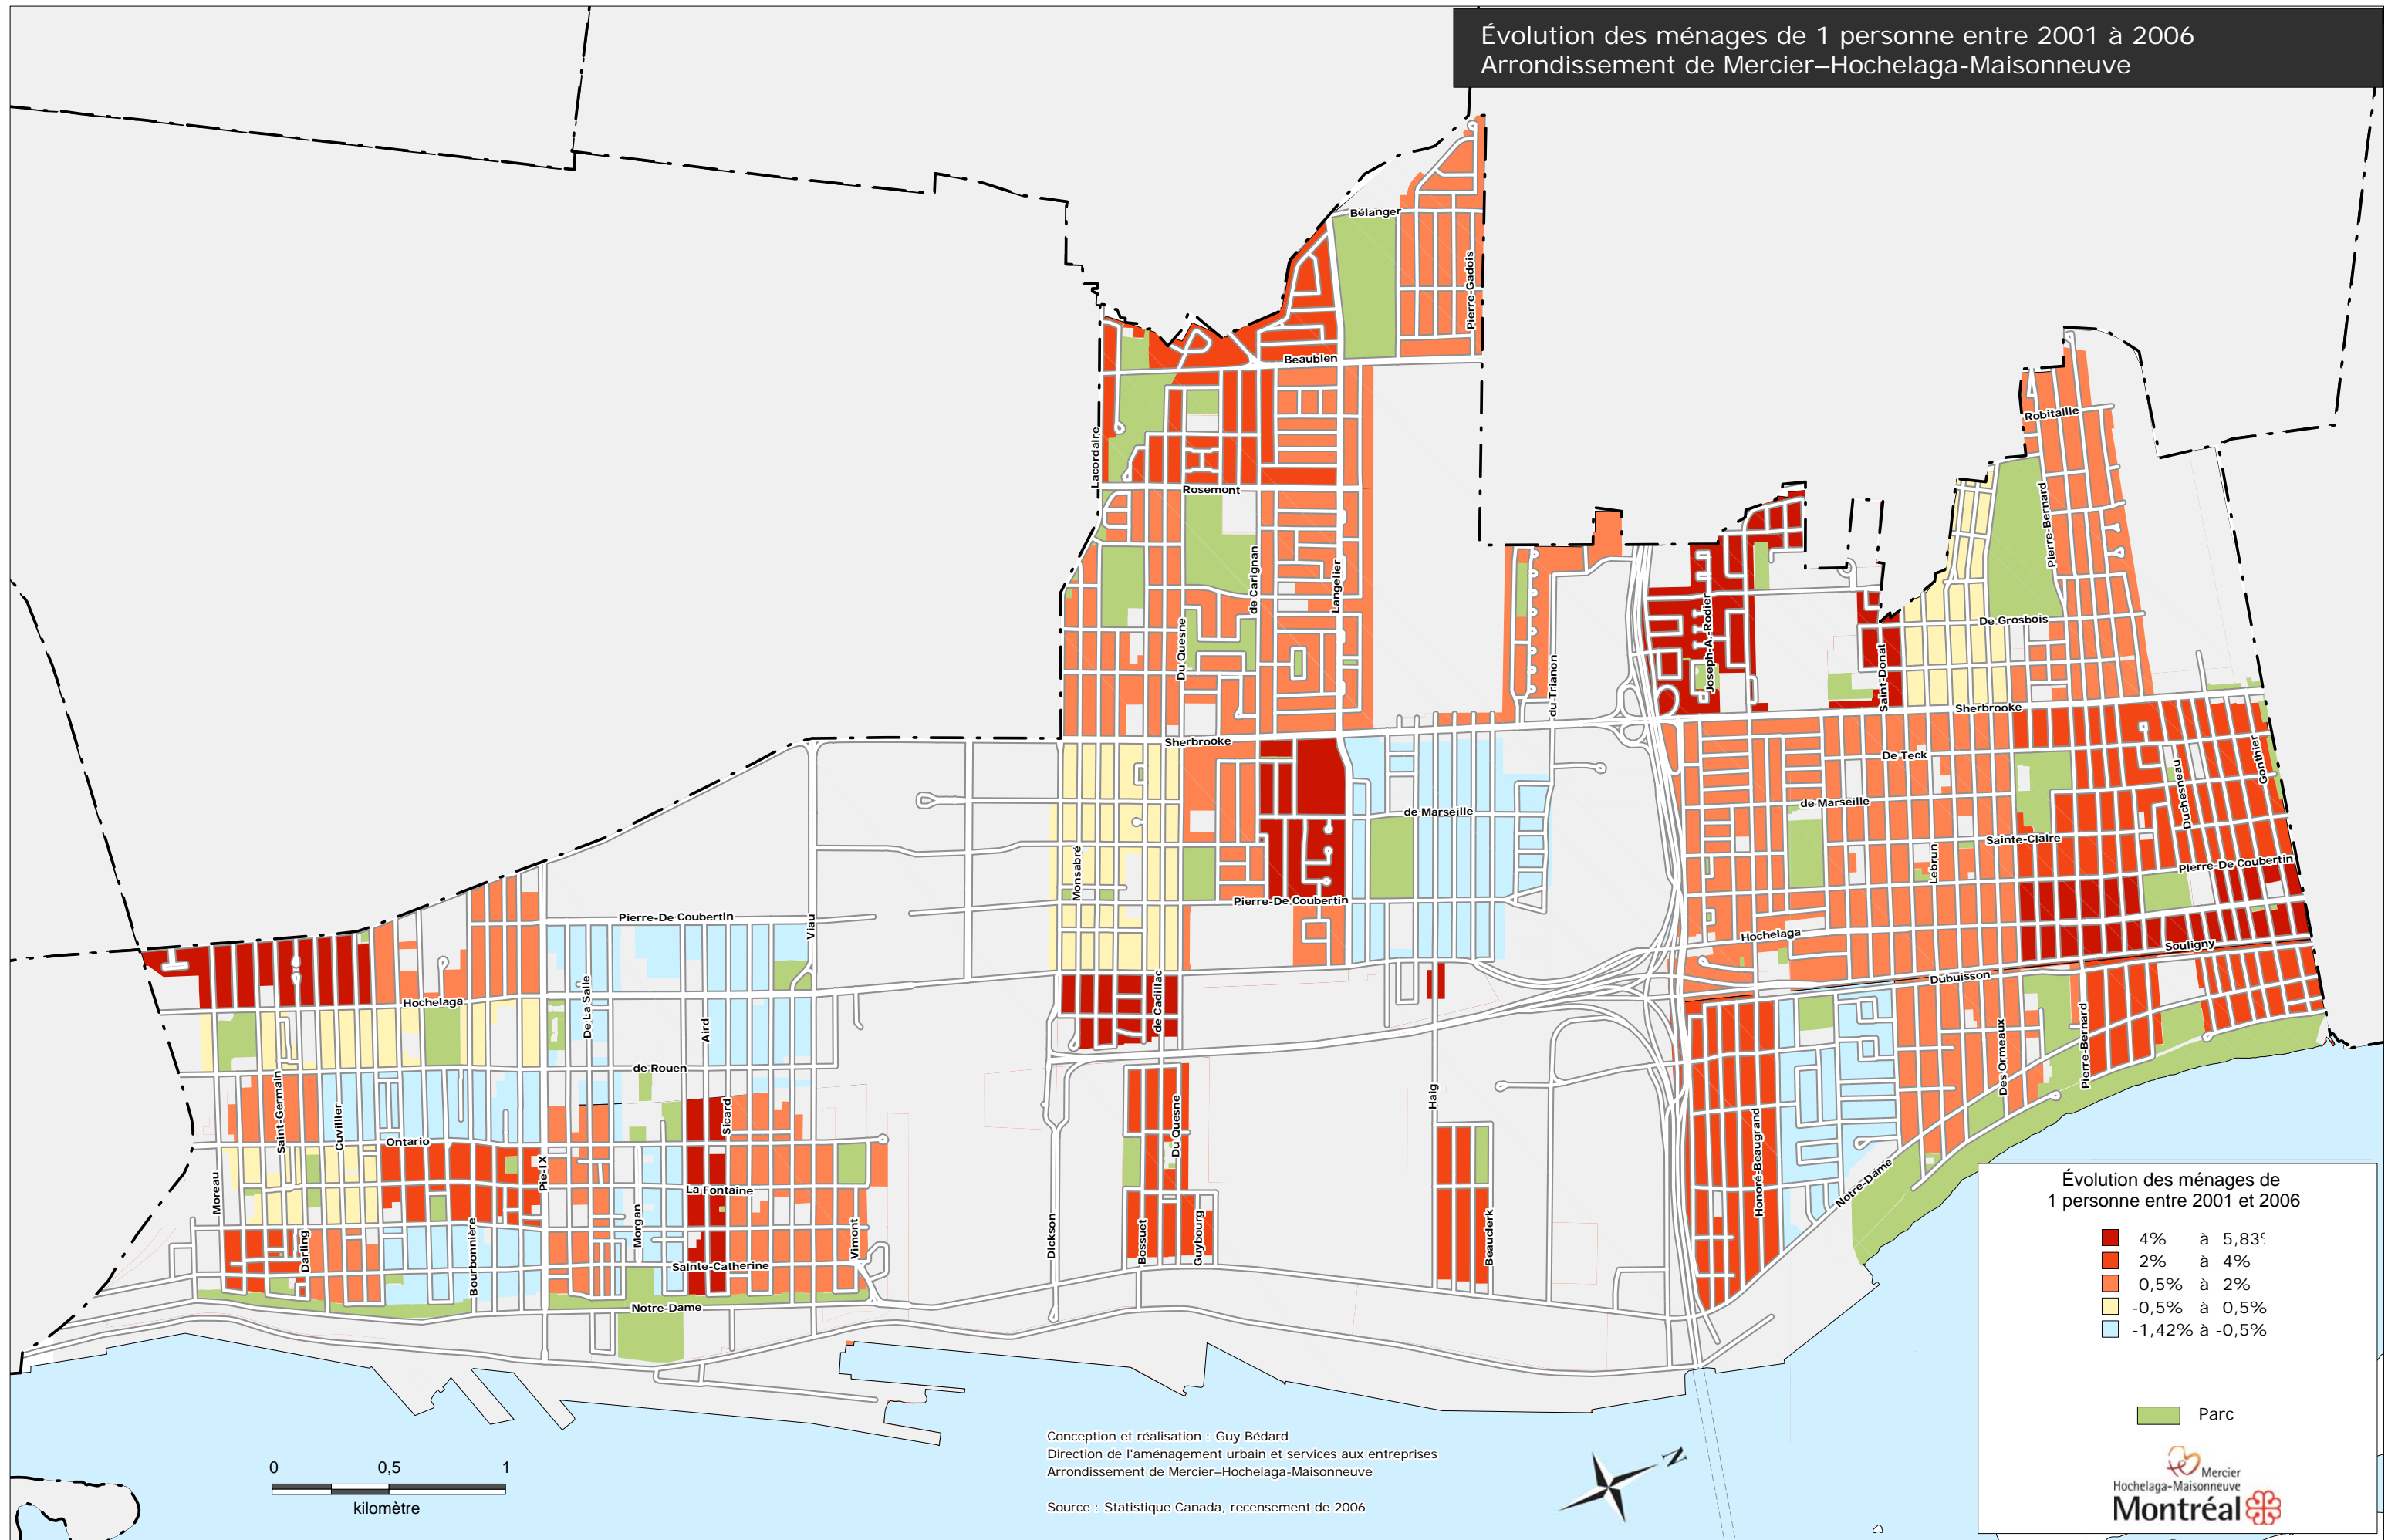 Évolution des ménages de 1 personne entre 2001 à 2006
Arrondissement de Mercier–Hochelaga-Maisonneuve
Bélanger
Pierre-Gadois
Beaubien
Lacordaire
Rosemont
Robitaille
Pierre-Bernard
de Carignan
Langelier
Du Quesne
Joseph-A.-Rodier
De Grosbois
du Trianon
Saint-Donat
Sherbrooke
Sherbrooke
De Teck
Gonthier
Duchesneau
de Marseille
de Marseille
Sainte-Claire
Monsabré
Lebrun
Pierre-De Coubertin
Pierre-De Coubertin
Pierre-De Coubertin
Viau
Hochelaga
Souligny
Dubuisson
Hochelaga
De La Salle
Aird
de Cadillac
de Rouen
Saint-Germain
Cuvillier
Sicard
Du Quesne
Haig
Des Ormeaux
Pierre-Bernard
Ontario
Honoré-Beaugrand
Moreau
Pie-IX
La Fontaine
Notre-Dame
Darling
Bourbonnière
Morgan
Vimont
Dickson
Bossuet
Guybourg
Beauclerk
Sainte-Catherine
Notre-Dame
Évolution des ménages de
1 personne entre 2001 et 2006
4% à 5,83%
2% à 4%
0,5% à 2%
-0,5% à 0,5%
-1,42% à -0,5%
Parc
Mercier
Hochelaga-Maisonneuve
Montréal
N
0 0,5 1
kilomètre
Conception et réalisation : Guy Bédard
Direction de l'aménagement urbain et services aux entreprises
Arrondissement de Mercier–Hochelaga-Maisonneuve
Source : Statistique Canada, recensement de 2006